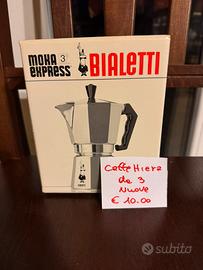 MOKA 3 BIALETTI
EXPRESS
Caffettiera
da 3
Nuova
€ 10.00
subito